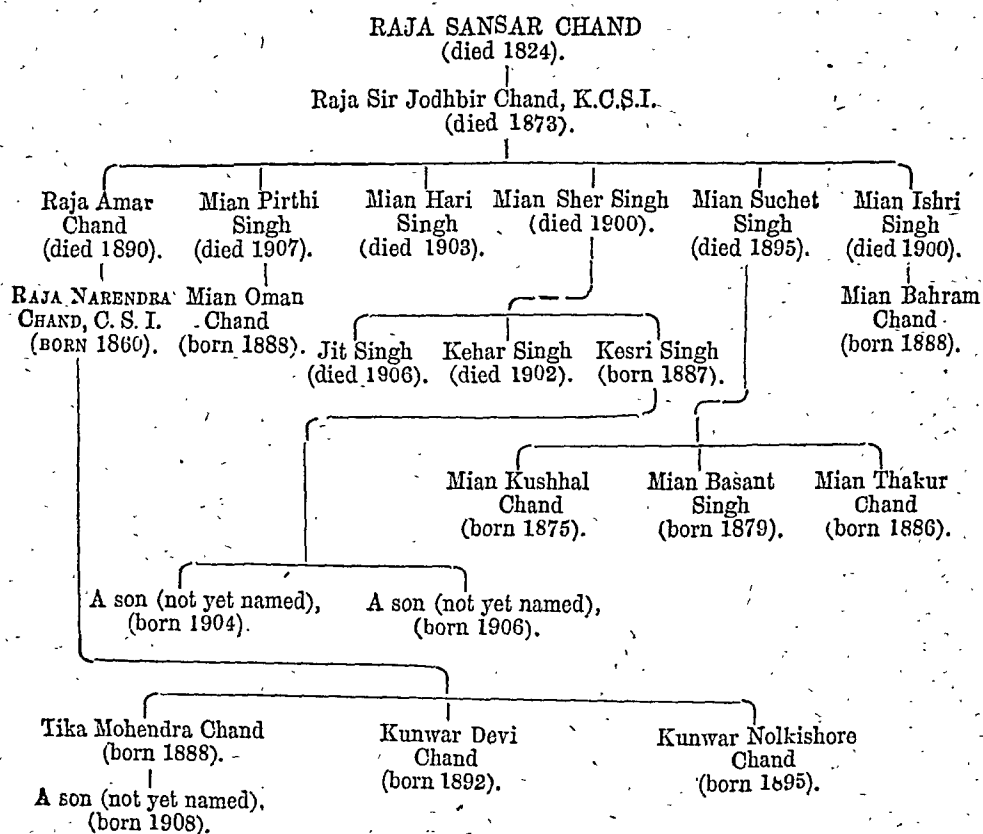 RAJA SANSAR CHAND
(died 1824).
Raja Sir Jodhbir Chand, K.C.S.I.
(died 1873).
Raja Amar
Chand
(died 1890).
Mian Pirthi
Singh
(died 1907).
Mian Hari
Singh
(died 1903).
Mian Sher Singh
(died 1900).
Mian Suchet
Singh
(died 1895).
Mian Ishri
Singh
(died 1900).
RAJA NARENDRA
CHAND, C. S. I.
(BORN 1860).
Mian Oman
Chand
(born 1888).
Mian Bahram
Chand
(born 1888).
Jit Singh
(died 1906).
Kehar Singh
(died 1902).
Kesri Singh
(born 1887).
Mian Kushhal
Chand
(born 1875).
Mian Basant
Singh
(born 1879).
Mian Thakur
Chand
(born 1886).
A son (not yet named),
(born 1904).
A son (not yet named),
(born 1906).
Tika Mohendra Chand
(born 1888).
Kunwar Devi
Chand
(born 1892).
Kunwar Nolkishore
Chand
(born 1895).
A son (not yet named),
(born 1908).